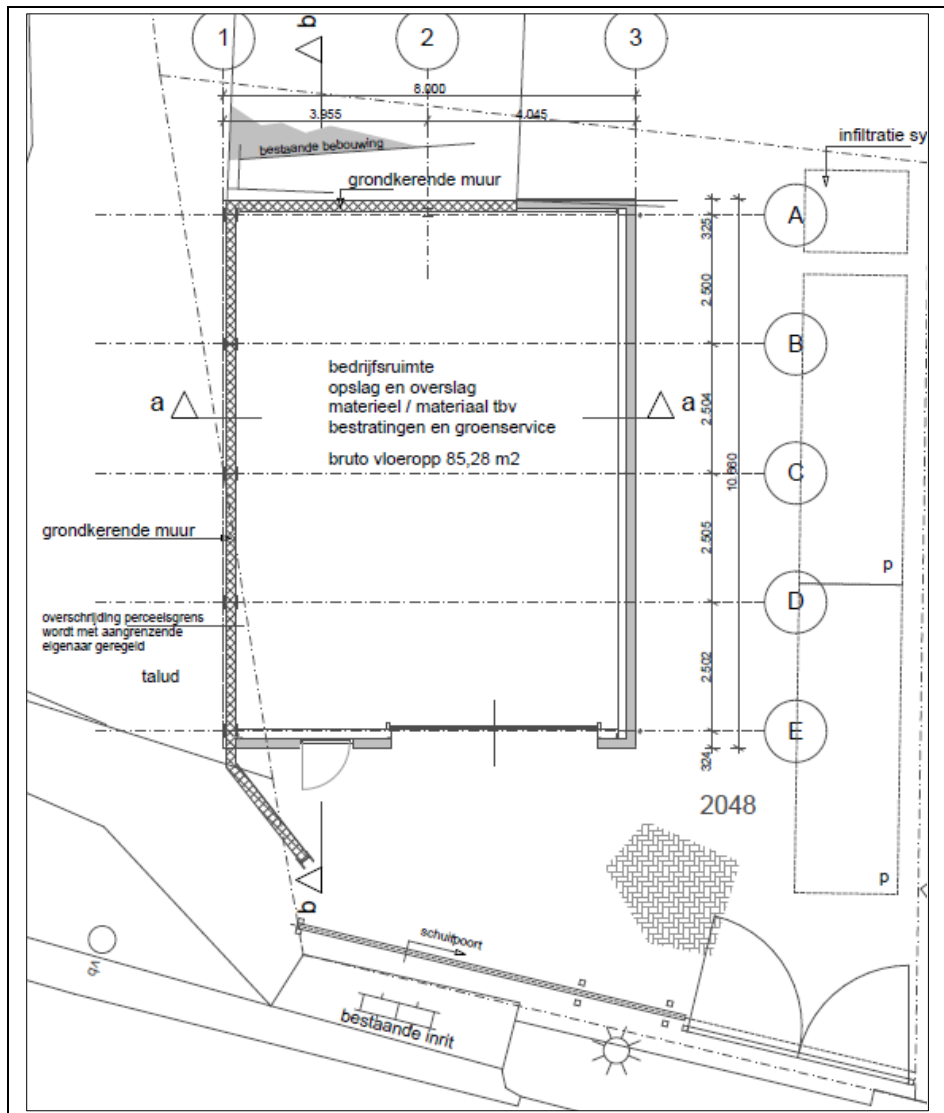 b
1
2
3
8.000
3.955
4.045
bestaande bebouwing
infiltratie sy
grondkerende muur
A
325
2.500
B
bedrijfsruimte
opslag en overslag
materieel / materiaal tbv
bestratingen en groenservice
bruto vloeropp 85,28 m2
a
a
2.504
10.660
C
grondkerende muur
2.505
p
D
overschrijding perceelsgrens
wordt met aangrenzende
eigenaar geregeld
talud
2.502
E
324
2048
p
b
schuifpoort
vb
bestaande inrit